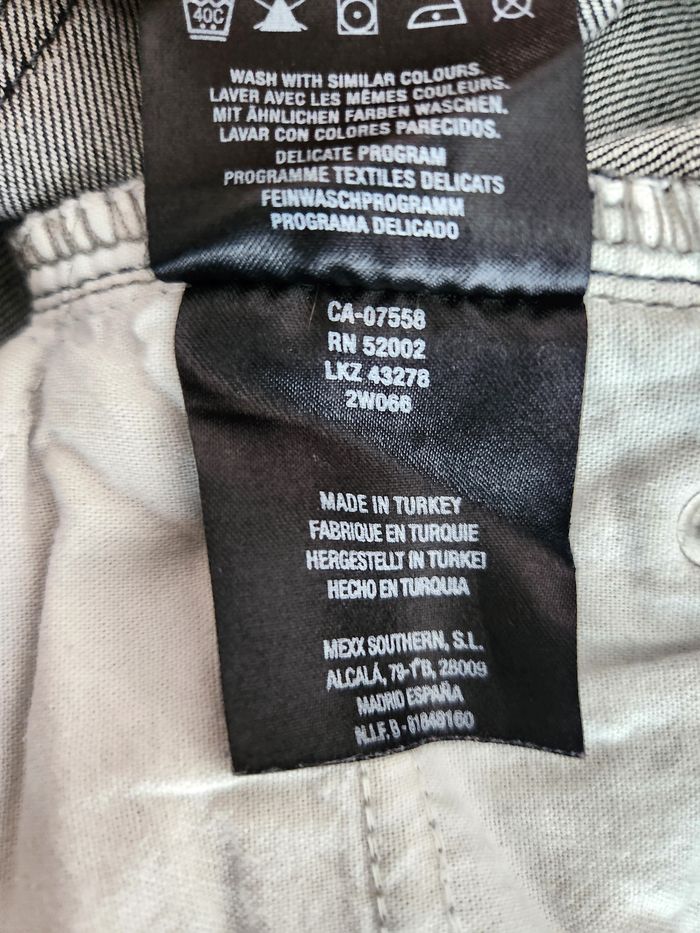 40C
WASH WITH SIMILAR COLOURS.
LAVER AVEC LES MÊMES COULEURS.
MIT ÄHNLICHEN FARBEN WASCHEN.
LAVAR CON COLORES PARECIDOS.
DELICATE PROGRAM
PROGRAMME TEXTILES DELICATS
FEINWASCHPROGRAMM
PROGRAMA DELICADO
CA-07558
RN 52002
LKZ 43278
2W066
MADE IN TURKEY
FABRIQUE EN TURQUIE
HERGESTELLT IN TURKEI
HECHO EN TURQUIA
MEXX SOUTHERN, S.L.
ALCALÁ, 79-1ºB, 28009
MADRID ESPAÑA
N.I.F. B - 81649160